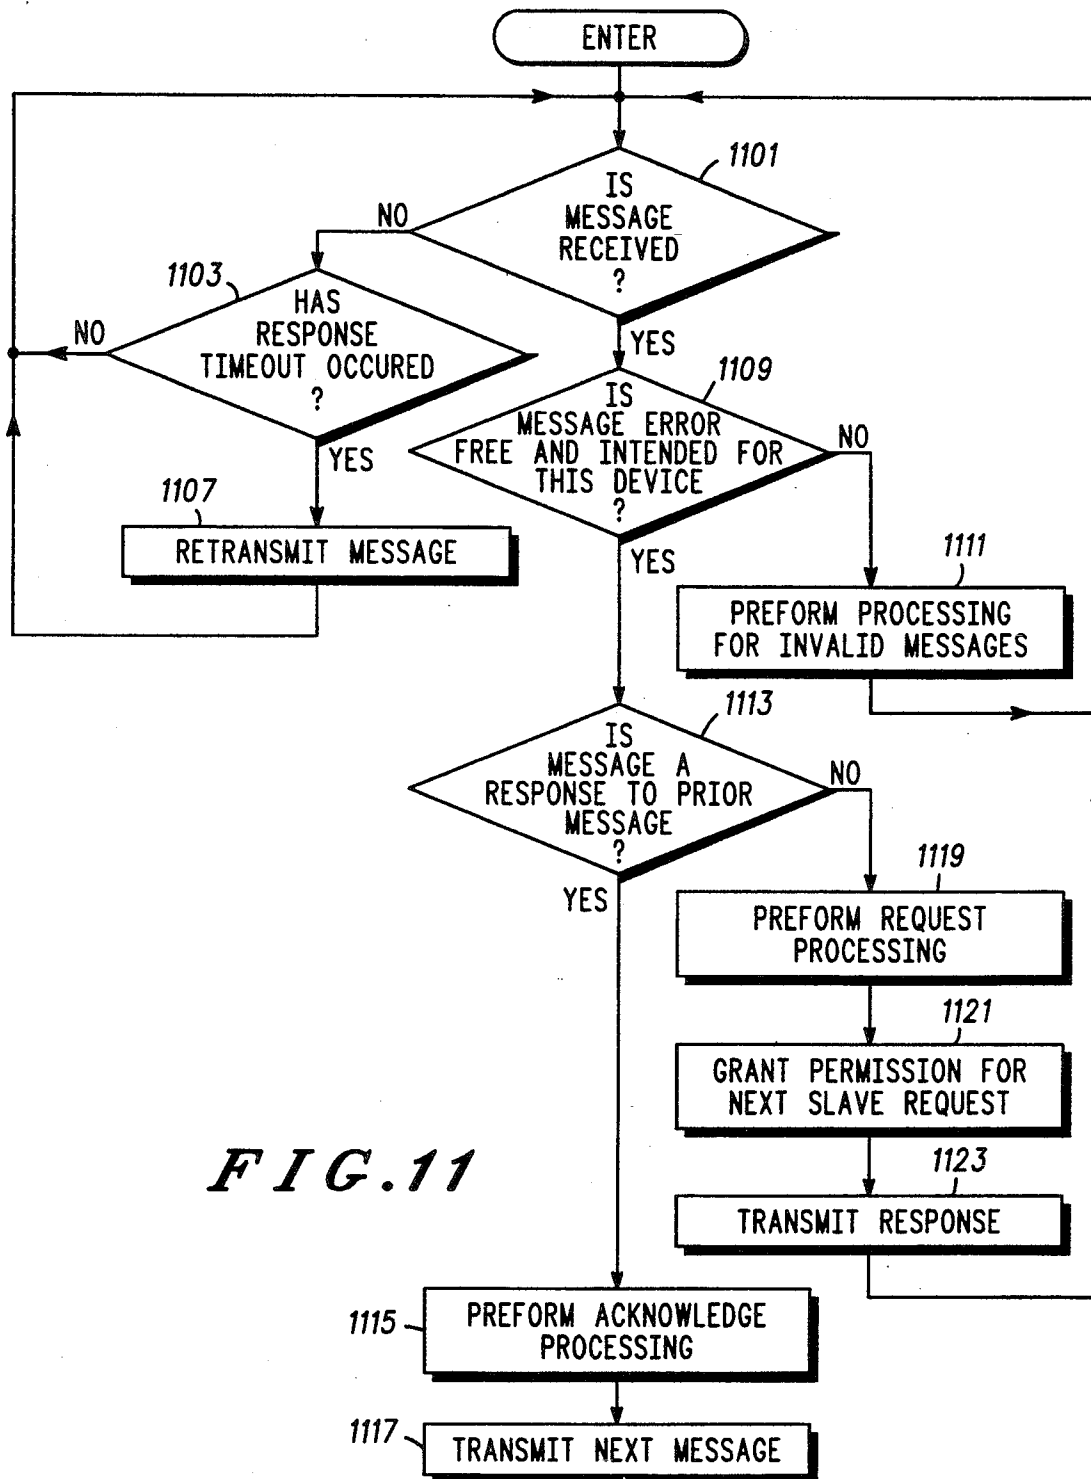 ENTER
1101
IS
MESSAGE
RECEIVED
?
NO
YES
1103
HAS
RESPONSE
TIMEOUT OCCURED
?
NO
YES
1107
RETRANSMIT MESSAGE
1109
IS
MESSAGE ERROR
FREE AND INTENDED FOR
THIS DEVICE
?
NO
YES
1111
PREFORM PROCESSING
FOR INVALID MESSAGES
1113
IS
MESSAGE A
RESPONSE TO PRIOR
MESSAGE
?
NO
YES
1119
PREFORM REQUEST
PROCESSING
1121
GRANT PERMISSION FOR
NEXT SLAVE REQUEST
1123
TRANSMIT RESPONSE
FIG.11
1115
PREFORM ACKNOWLEDGE
PROCESSING
1117
TRANSMIT NEXT MESSAGE